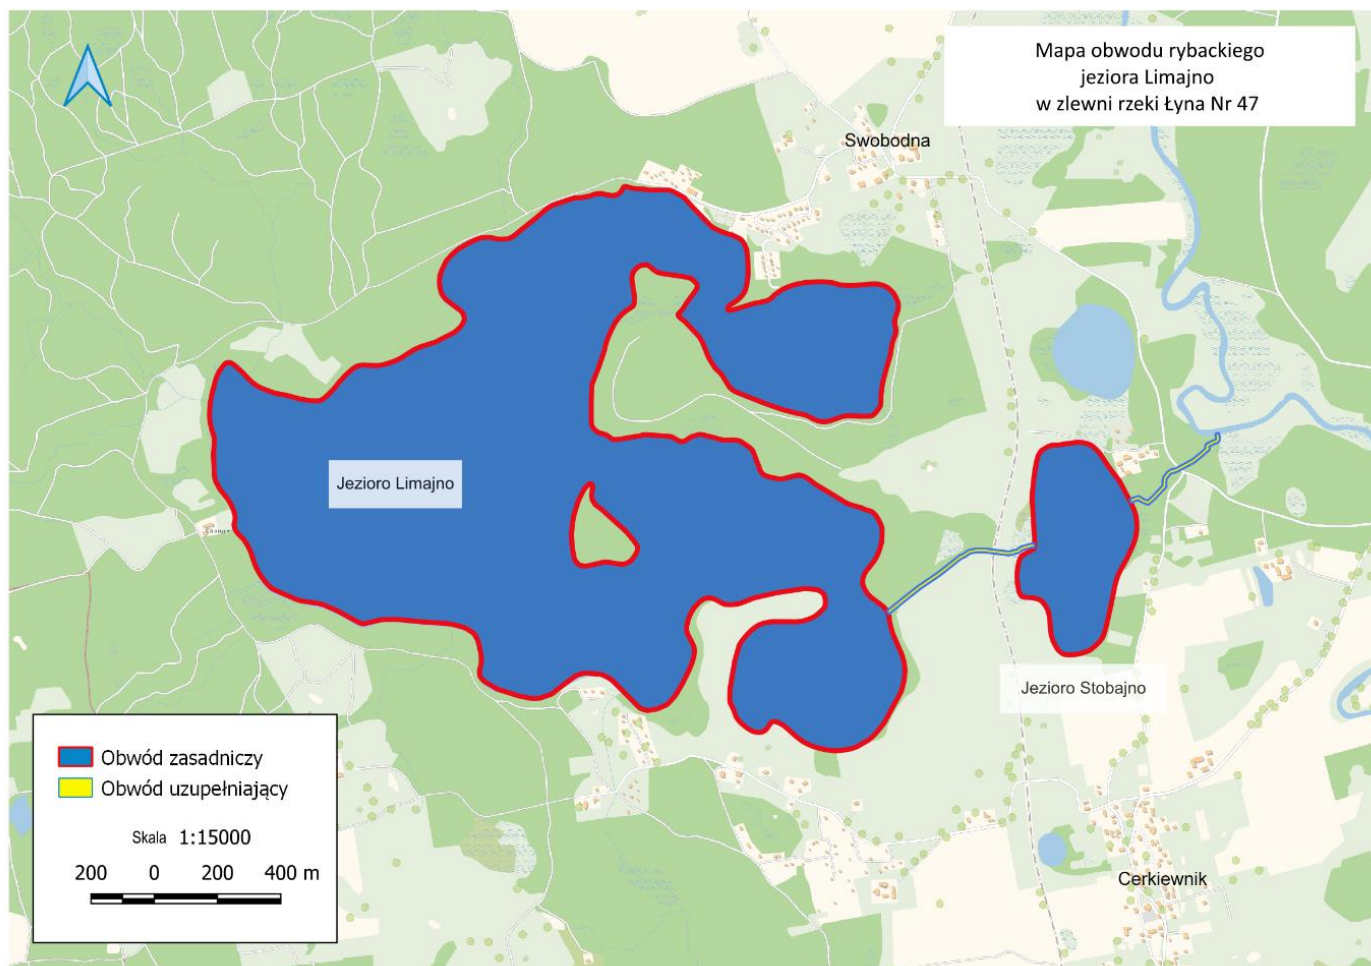 Mapa obwodu rybackiego
jeziora Limajno
w zlewni rzeki Łyna Nr 47
Swobodna
Jezioro Limajno
Jezioro Stobajno
Obwód zasadniczy
Obwód uzupełniający
Skala 1:15000
200 0 200 400 m
Cerkiewnik